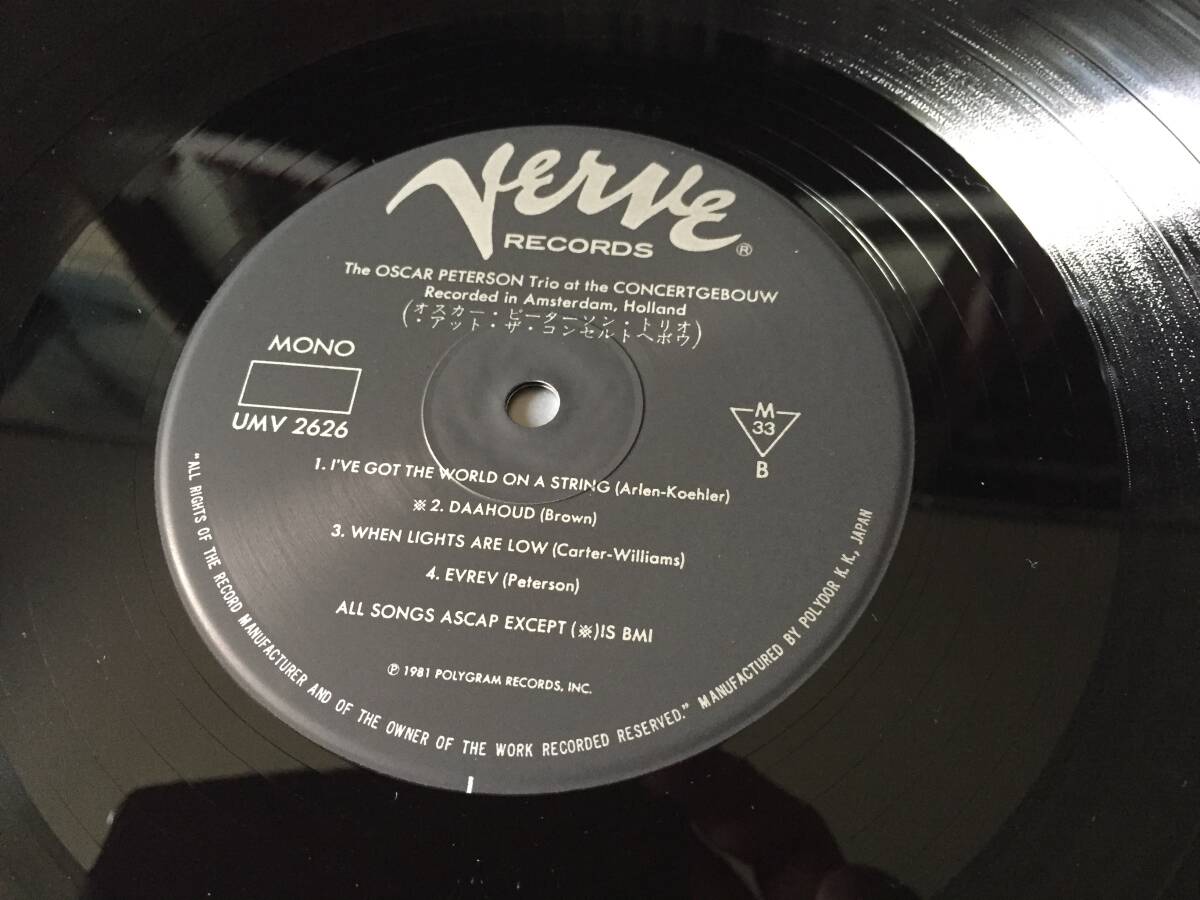 Verve
RECORDS ®
The OSCAR PETERSON Trio at the CONCERTGEBOUW
Recorded in Amsterdam, Holland
(オスカー・ピーターソン・トリオ
・アット・ザ・コンセルトヘボウ)
MONO
UMV 2626
M
33
B
1. I'VE GOT THE WORLD ON A STRING (Arlen-Koehler)
※2. DAAHOUD (Brown)
3. WHEN LIGHTS ARE LOW (Carter-Williams)
4. EVREV (Peterson)
ALL SONGS ASCAP EXCEPT (※)IS BMI
℗ 1981 POLYGRAM RECORDS, INC.
"ALL RIGHTS OF THE RECORD MANUFACTURER AND OF THE OWNER OF THE WORK RECORDED RESERVED." MANUFACTURED BY POLYDOR K. K., JAPAN